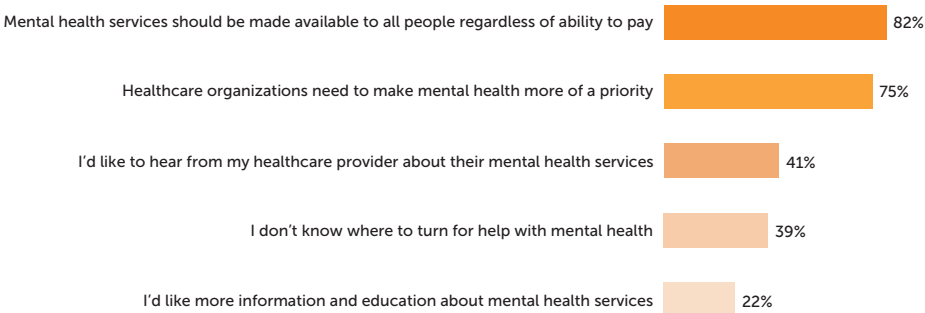 Mental health services should be made available to all people regardless of ability to pay 82%
Healthcare organizations need to make mental health more of a priority 75%
I’d like to hear from my healthcare provider about their mental health services 41%
I don’t know where to turn for help with mental health 39%
I’d like more information and education about mental health services 22%